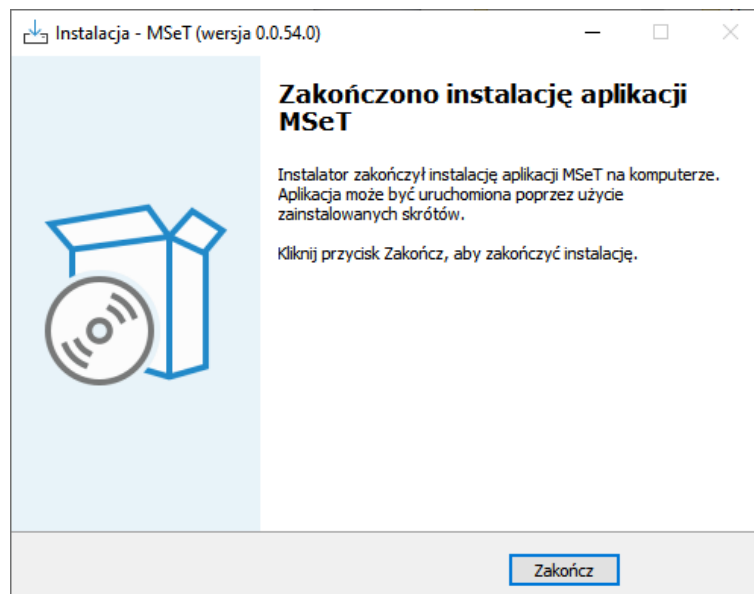 Instalacja - MSeT (wersja 0.0.54.0)
Zakończono instalację aplikacji
MSeT
Instalator zakończył instalację aplikacji MSeT na komputerze.
Aplikacja może być uruchomiona poprzez użycie
zainstalowanych skrótów.
Kliknij przycisk Zakończ, aby zakończyć instalację.
Zakończ